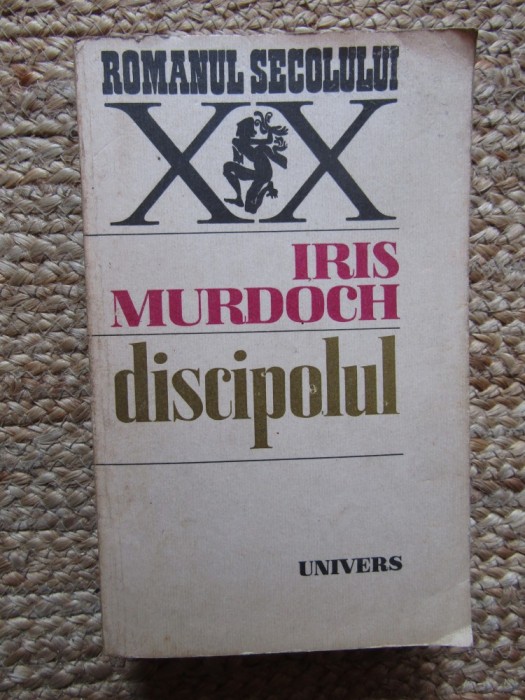 ROMANUL SECOLULUI
XX
IRIS
MURDOCH
discipolul
UNIVERS